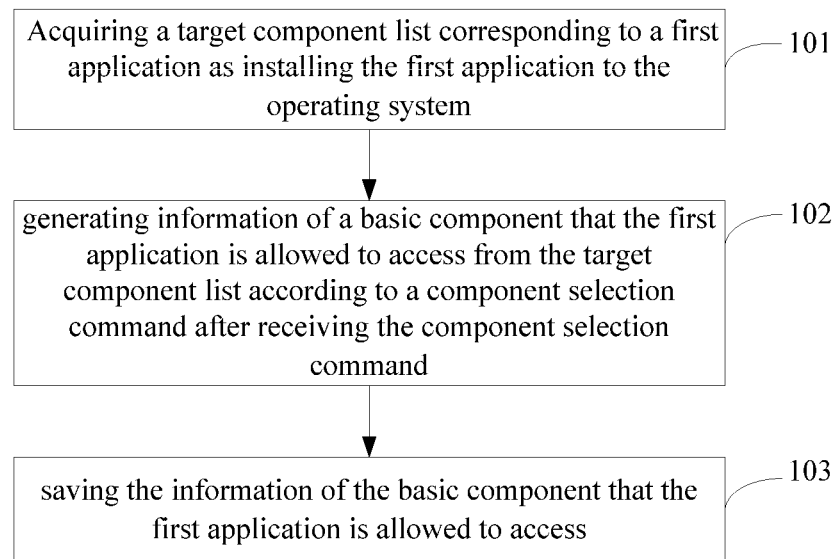 Acquiring a target component list corresponding to a first
application as installing the first application to the
operating system
101
generating information of a basic component that the first
application is allowed to access from the target
component list according to a component selection
command after receiving the component selection
command
102
saving the information of the basic component that the
first application is allowed to access
103